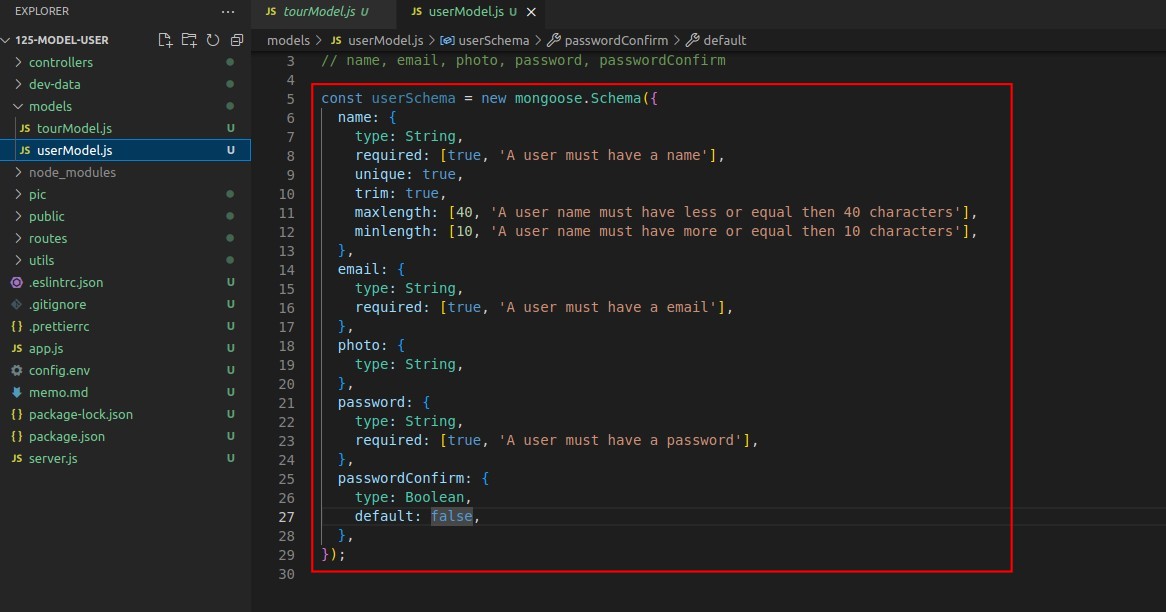 EXPLORER
...
tourModel.js U
JS userModel.js U
125-MODEL-USER
models > JS userModel.js > userSchema > passwordConfirm > default
controllers
dev-data
models
JS tourModel.js U
JS userModel.js U
node_modules
pic
public
routes
utils
.eslintrc.json U
.gitignore U
{} .prettierrc U
JS app.js U
config.env U
memo.md U
{} package-lock.json U
{} package.json U
JS server.js U
3 // name, email, photo, password, passwordConfirm
4
5 const userSchema = new mongoose.Schema({
6 name: {
7 type: String,
8 required: [true, 'A user must have a name'],
9 unique: true,
10 trim: true,
11 maxlength: [40, 'A user name must have less or equal then 40 characters'],
12 minlength: [10, 'A user name must have more or equal then 10 characters'],
13 },
14 email: {
15 type: String,
16 required: [true, 'A user must have a email'],
17 },
18 photo: {
19 type: String,
20 },
21 password: {
22 type: String,
23 required: [true, 'A user must have a password'],
24 },
25 passwordConfirm: {
26 type: Boolean,
27 default: false,
28 },
29 });
30